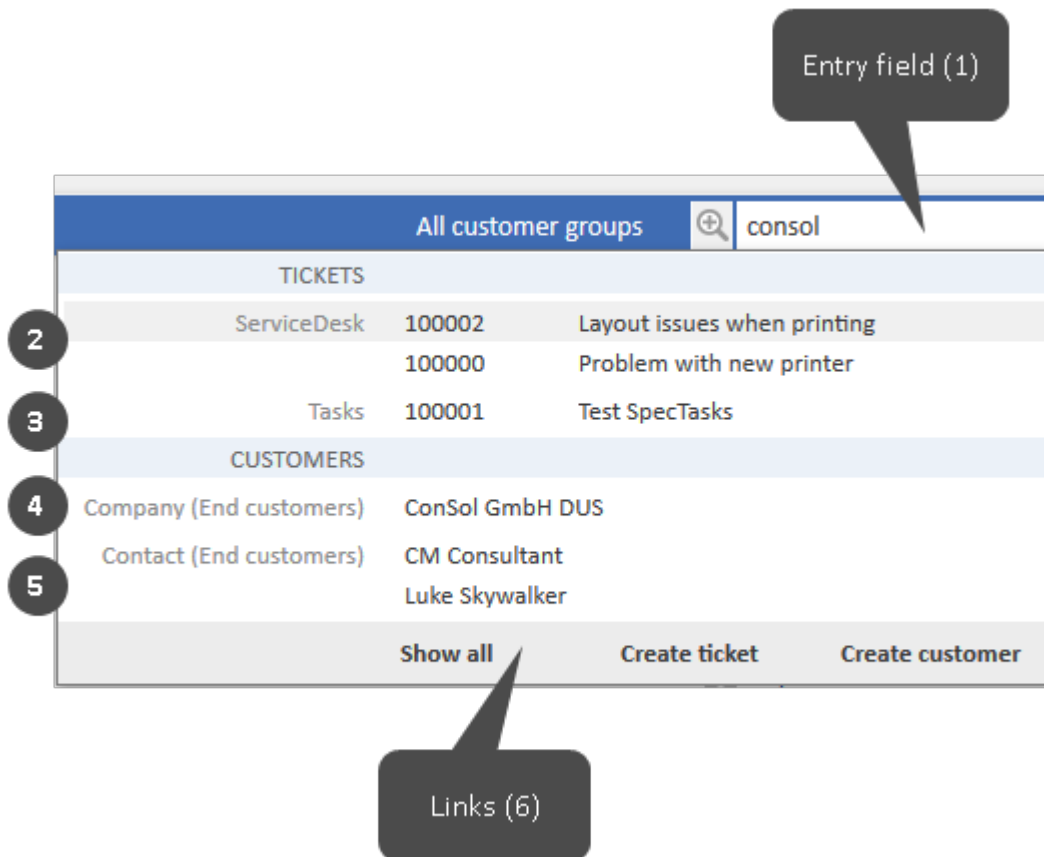 Entry field (1)
All customer groups consol
TICKETS
2 ServiceDesk 100002 Layout issues when printing
100000 Problem with new printer
3 Tasks 100001 Test SpecTasks
CUSTOMERS
4 Company (End customers) ConSol GmbH DUS
5 Contact (End customers) CM Consultant
Luke Skywalker
Show all Create ticket Create customer
Links (6)